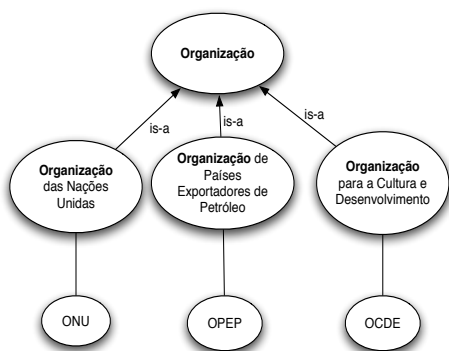 Organização
is-a
is-a
is-a
Organização
das Nações
Unidas
Organização de
Países
Exportadores de
Petróleo
Organização
para a Cultura e
Desenvolvimento
ONU
OPEP
OCDE